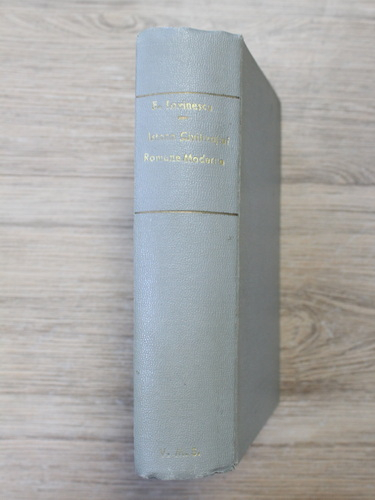 E. Lovinescu
Istoria Civilizației
Române Moderne